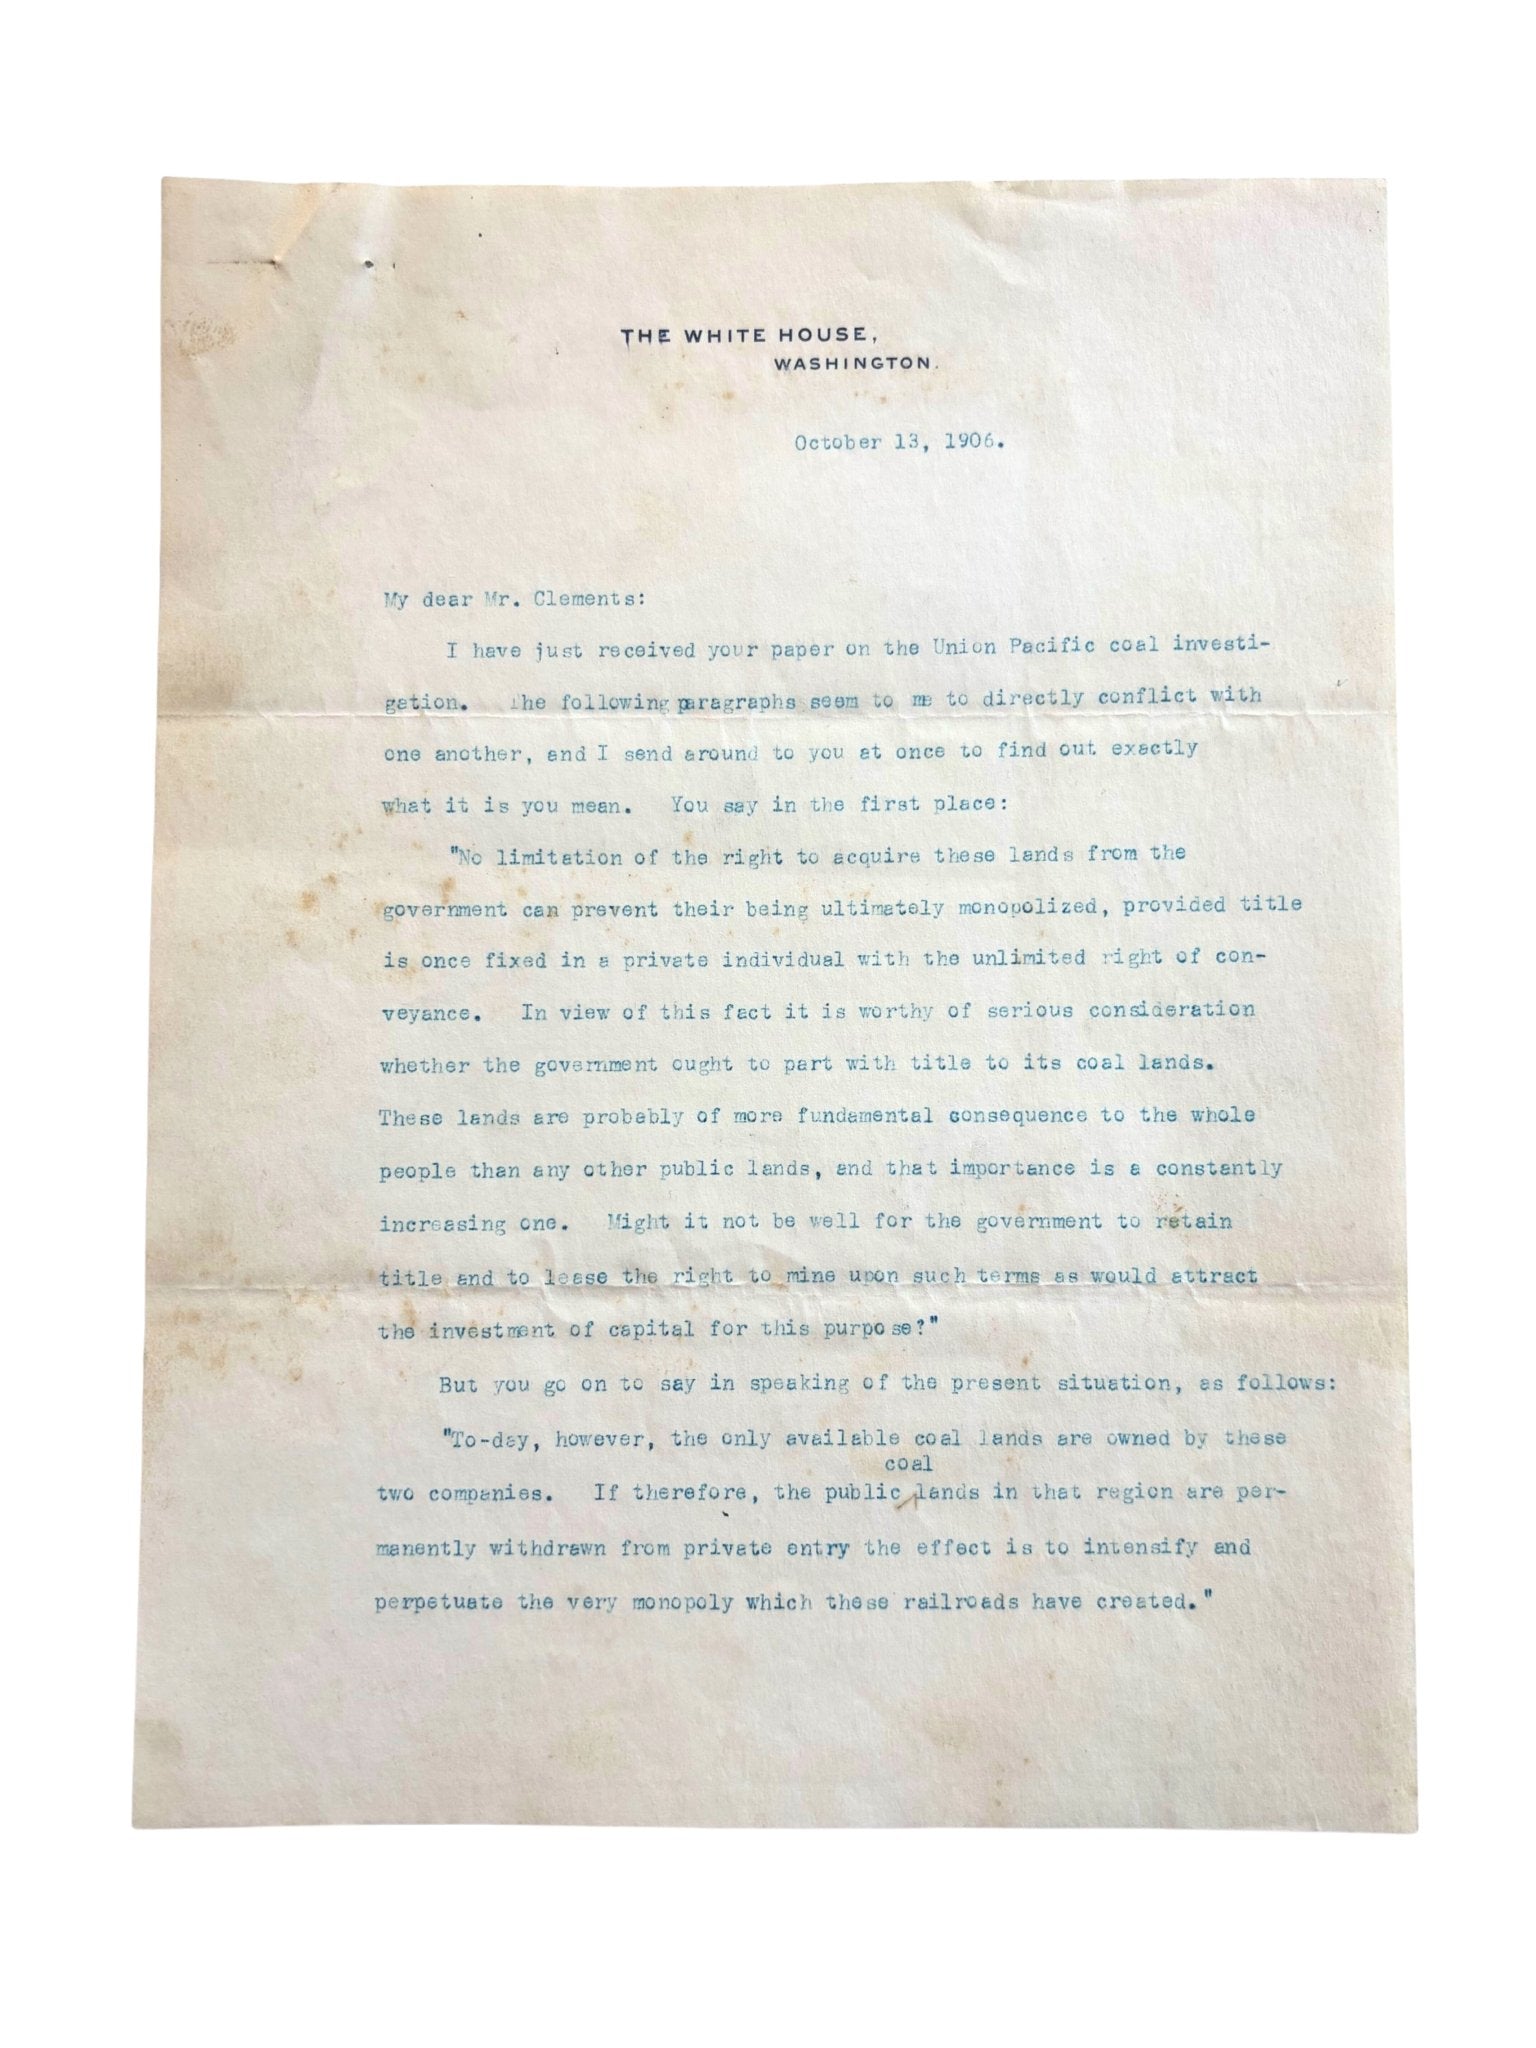 THE WHITE HOUSE,
WASHINGTON.
October 13, 1906.
My dear Mr. Clements:
I have just received your paper on the Union Pacific coal investi-
gation. The following paragraphs seem to me to directly conflict with
one another, and I send around to you at once to find out exactly
what it is you mean. You say in the first place:
"No limitation of the right to acquire these lands from the
government can prevent their being ultimately monopolized, provided title
is once fixed in a private individual with the unlimited right of con-
veyance. In view of this fact it is worthy of serious consideration
whether the government ought to part with title to its coal lands.
These lands are probably of more fundamental consequence to the whole
people than any other public lands, and that importance is a constantly
increasing one. Might it not be well for the government to retain
title and to lease the right to mine upon such terms as would attract
the investment of capital for this purpose?"
But you go on to say in speaking of the present situation, as follows:
"To-day, however, the only available coal lands are owned by these
coal
two companies. If therefore, the public lands in that region are per-
manently withdrawn from private entry the effect is to intensify and
perpetuate the very monopoly which these railroads have created."